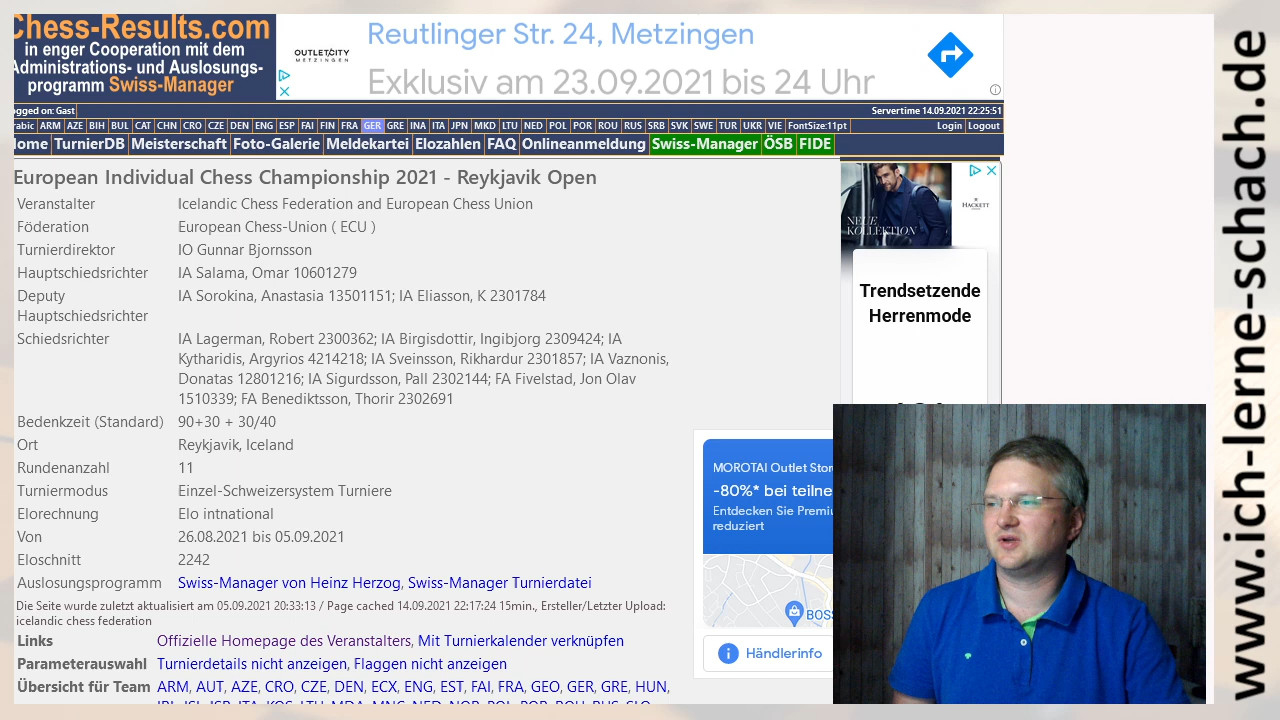 Chess-Results.com
in enger Cooperation mit dem
Administrations- und Auslosungs-
programm Swiss-Manager
OUTLETCITY
METZINGEN
Reutlinger Str. 24, Metzingen
Exklusiv am 23.09.2021 bis 24 Uhr
ogged on: Gast
Servertime 14.09.2021 22:25:51
rabic ARM AZE BIH BUL CAT CHN CRO CZE DEN ENG ESP FAI FIN FRA GER GRE INA ITA JPN MKD LTU NED POL POR ROU RUS SRB SVK SWE TUR UKR VIE FontSize:11pt Login Logout
Home TurnierDB Meisterschaft Foto-Galerie Meldekartei Elozahlen FAQ Onlineanmeldung Swiss-Manager ÖSB FIDE
European Individual Chess Championship 2021 - Reykjavik Open
Veranstalter Icelandic Chess Federation and European Chess Union
Föderation European Chess-Union ( ECU )
Turnierdirektor IO Gunnar Bjornsson
Hauptschiedsrichter IA Salama, Omar 10601279
Deputy Hauptschiedsrichter IA Sorokina, Anastasia 13501151; IA Eliasson, K 2301784
Schiedsrichter IA Lagerman, Robert 2300362; IA Birgisdottir, Ingibjorg 2309424; IA
Kytharidis, Argyrios 4214218; IA Sveinsson, Rikhardur 2301857; IA Vaznonis,
Donatas 12801216; IA Sigurdsson, Pall 2302144; FA Fivelstad, Jon Olav
1510339; FA Benediktsson, Thorir 2302691
Bedenkzeit (Standard) 90+30 + 30/40
Ort Reykjavik, Iceland
Rundenanzahl 11
Turniermodus Einzel-Schweizersystem Turniere
Elorechnung Elo intnational
Von 26.08.2021 bis 05.09.2021
Eloschnitt 2242
Auslosungsprogramm Swiss-Manager von Heinz Herzog, Swiss-Manager Turnierdatei
Die Seite wurde zuletzt aktualisiert am 05.09.2021 20:33:13 / Page cached 14.09.2021 22:17:24 15min., Ersteller/Letzter Upload:
icelandic chess federation
Links Offizielle Homepage des Veranstalters, Mit Turnierkalender verknüpfen
Parameterauswahl Turnierdetails nicht anzeigen, Flaggen nicht anzeigen
Übersicht für Team ARM, AUT, AZE, CRO, CZE, DEN, ECX, ENG, EST, FAI, FRA, GEO, GER, GRE, HUN,
NEUE
KOLLEKTION
HACKETT
Trendsetzende
Herrenmode
MOROTAI Outlet Stor
-80%* bei teilne
Entdecken Sie Premiu
reduziert
BOSS
Händlerinfo
www.ich-lerne-schach.de